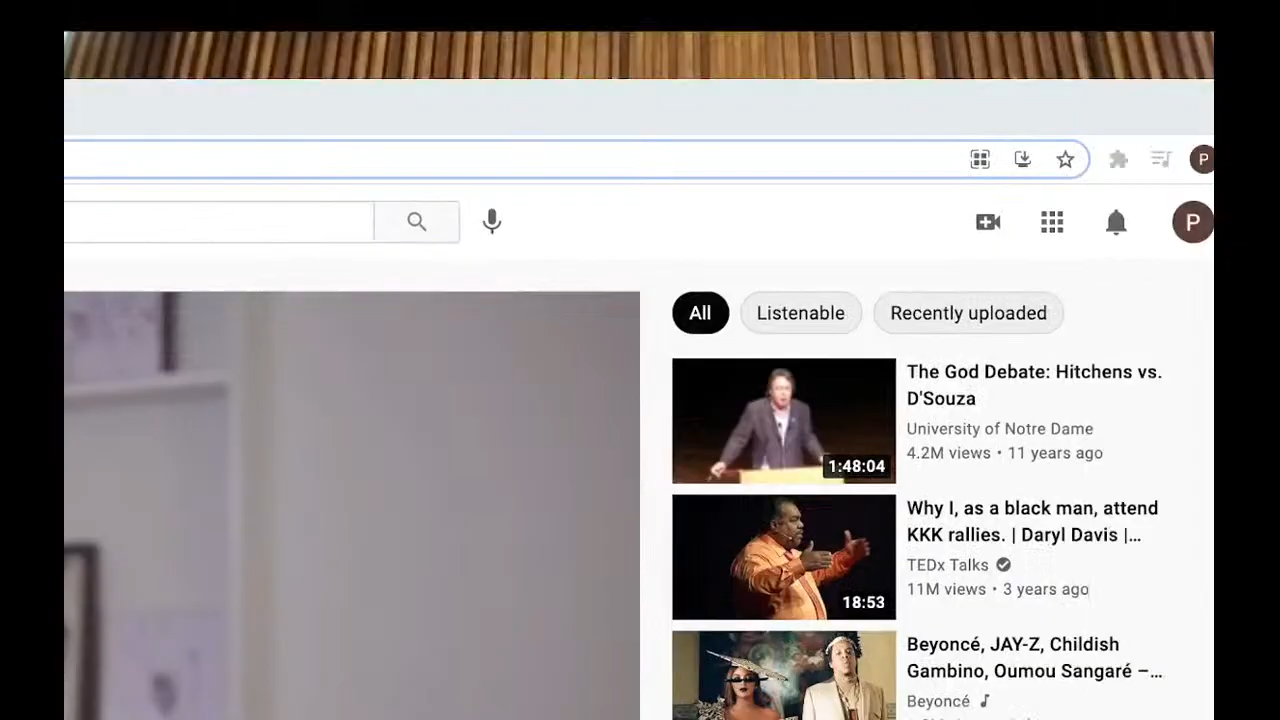 P
P
All
Listenable
Recently uploaded
The God Debate: Hitchens vs.
D'Souza
University of Notre Dame
4.2M views • 11 years ago
1:48:04
Why I, as a black man, attend
KKK rallies. | Daryl Davis |...
TEDx Talks
11M views • 3 years ago
18:53
Beyoncé, JAY-Z, Childish
Gambino, Oumou Sangaré –...
Beyoncé